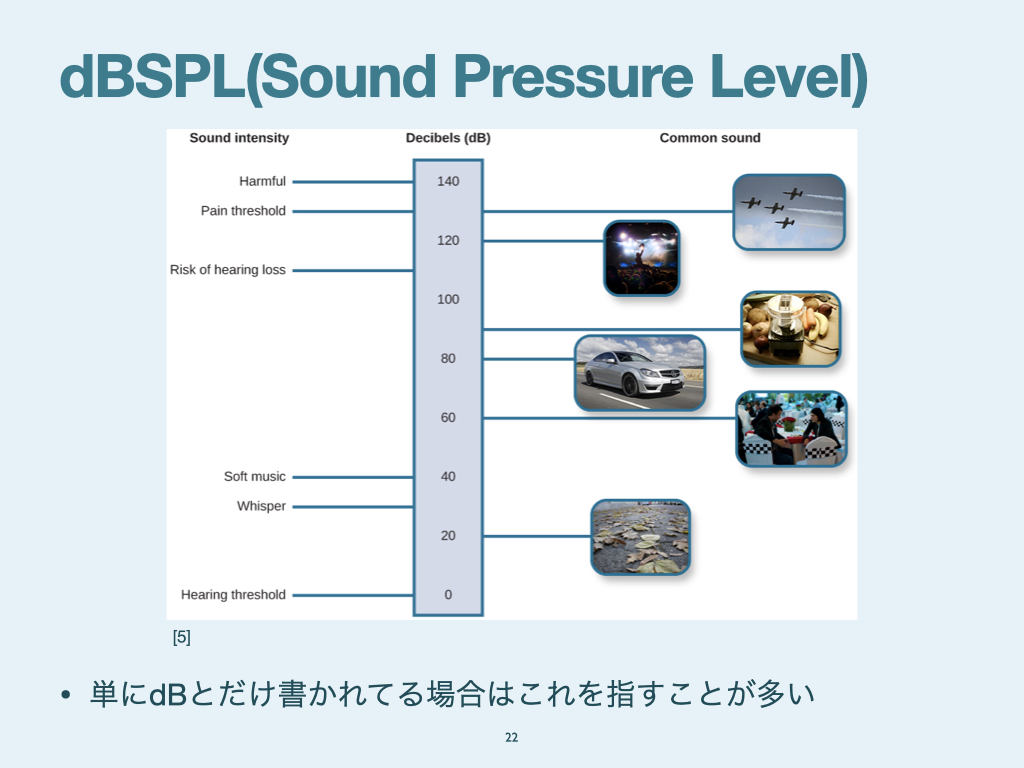 dBSPL(Sound Pressure Level)
Sound intensity
Decibels (dB)
Common sound
Harmful
140
Pain threshold
120
Risk of hearing loss
100
80
60
Soft music
40
Whisper
20
Hearing threshold
0
[5]
• 単にdBとだけ書かれてる場合はこれを指すことが多い
22